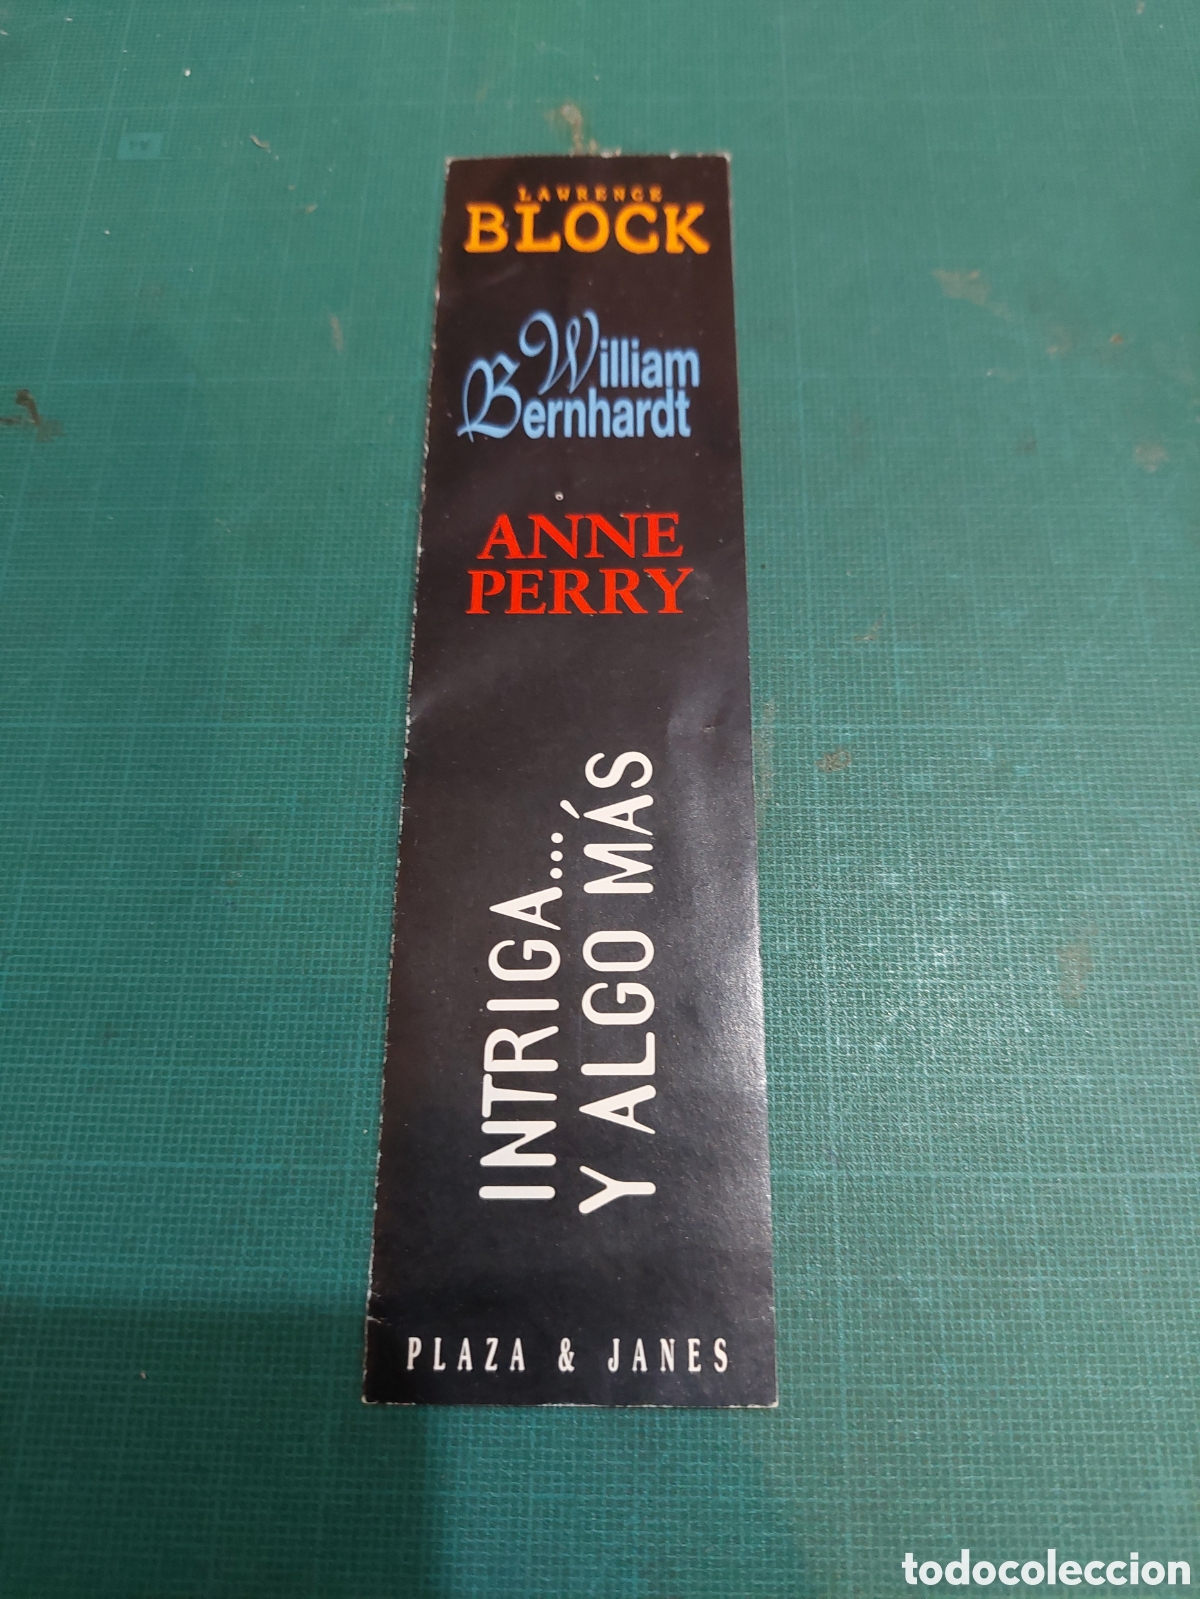 LAWRENCE
BLOCK
William
Bernhardt
ANNE
PERRY
INTRIGA....
Y ALGO MÁS
PLAZA & JANES
todocoleccion